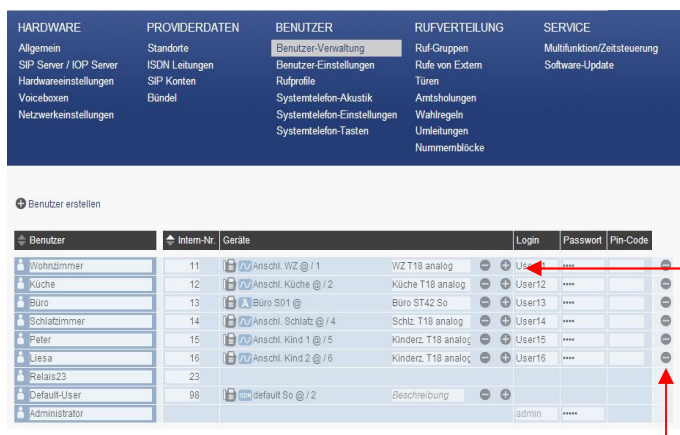 HARDWARE PROVIDERDATEN BENUTZER RUFVERTEILUNG SERVICE
Allgemein Standorte Benutzer-Verwaltung Ruf-Gruppen Multifunktion/Zeitsteuerung
SIP Server / IOP Server ISDN Leitungen Benutzer-Einstellungen Rufe von Extern Software-Update
Hardwareeinstellungen SIP Konten Rufprofile Türen
Voiceboxen Bündel Systemtelefon-Akustik Amtsholungen
Netzwerkeinstellungen Systemtelefon-Einstellungen Wahlregeln
Systemtelefon-Tasten Umleitungen
Nummernblöcke
Benutzer erstellen
Benutzer Intern-Nr. Geräte Login Passwort Pin-Code
Wohnzimmer 11 Anschl. WZ @ / 1 WZ T18 analog ••••
Küche 12 Anschl. Küche @ / 2 Küche T18 analog User12 ••••
Büro 13 A Büro S01 @ Büro ST42 So User13 ••••
Schlafzimmer 14 Anschl. Schlafz @ / 4 Schlz. T18 analog User14 ••••
Peter 15 Anschl. Kind 1 @ / 5 Kinderz. T18 analog User15 ••••
Liesa 16 Anschl. Kind 2 @ / 6 Kinderz. T18 analog User16 ••••
Relais23 23
Default-User 98 default So @ / 2 Beschreibung
Administrator admin •••••